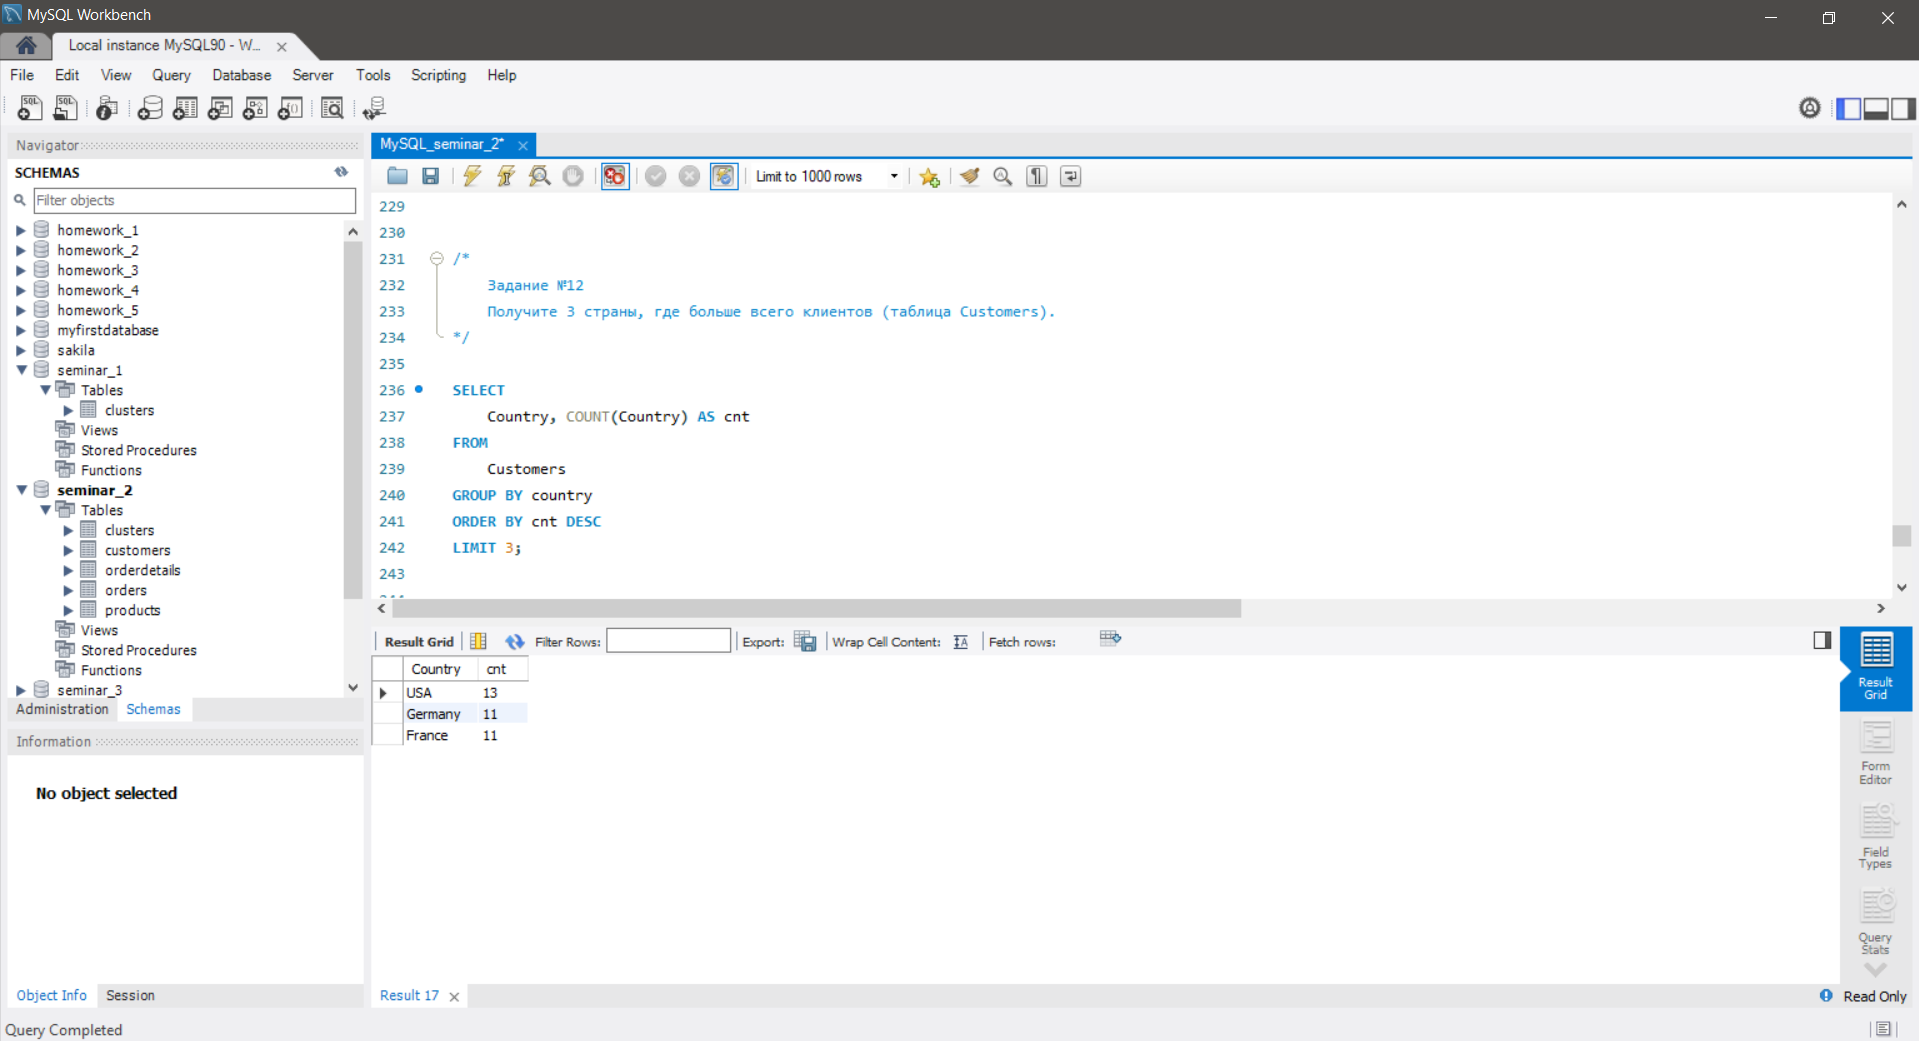 MySQL Workbench
Local instance MySQL90 - W...
File Edit View Query Database Server Tools Scripting Help
Navigator
SCHEMAS
Filter objects
homework_1
homework_2
homework_3
homework_4
homework_5
myfirstdatabase
sakila
seminar_1
Tables
clusters
Views
Stored Procedures
Functions
seminar_2
Tables
clusters
customers
orderdetails
orders
products
Views
Stored Procedures
Functions
seminar_3
Administration Schemas
Information
No object selected
Object Info Session
Query Completed
MySQL_seminar_2*
Limit to 1000 rows
229
230
231 /*
232 Задание №12
233 Получите 3 страны, где больше всего клиентов (таблица Customers).
234 */
235
236 SELECT
237 Country, COUNT(Country) AS cnt
238 FROM
239 Customers
240 GROUP BY country
241 ORDER BY cnt DESC
242 LIMIT 3;
243
Result Grid Filter Rows: Export: Wrap Cell Content: Fetch rows:
Country cnt
USA 13
Germany 11
France 11
Result
Grid
Form
Editor
Field
Types
Query
Stats
Result 17
Read Only